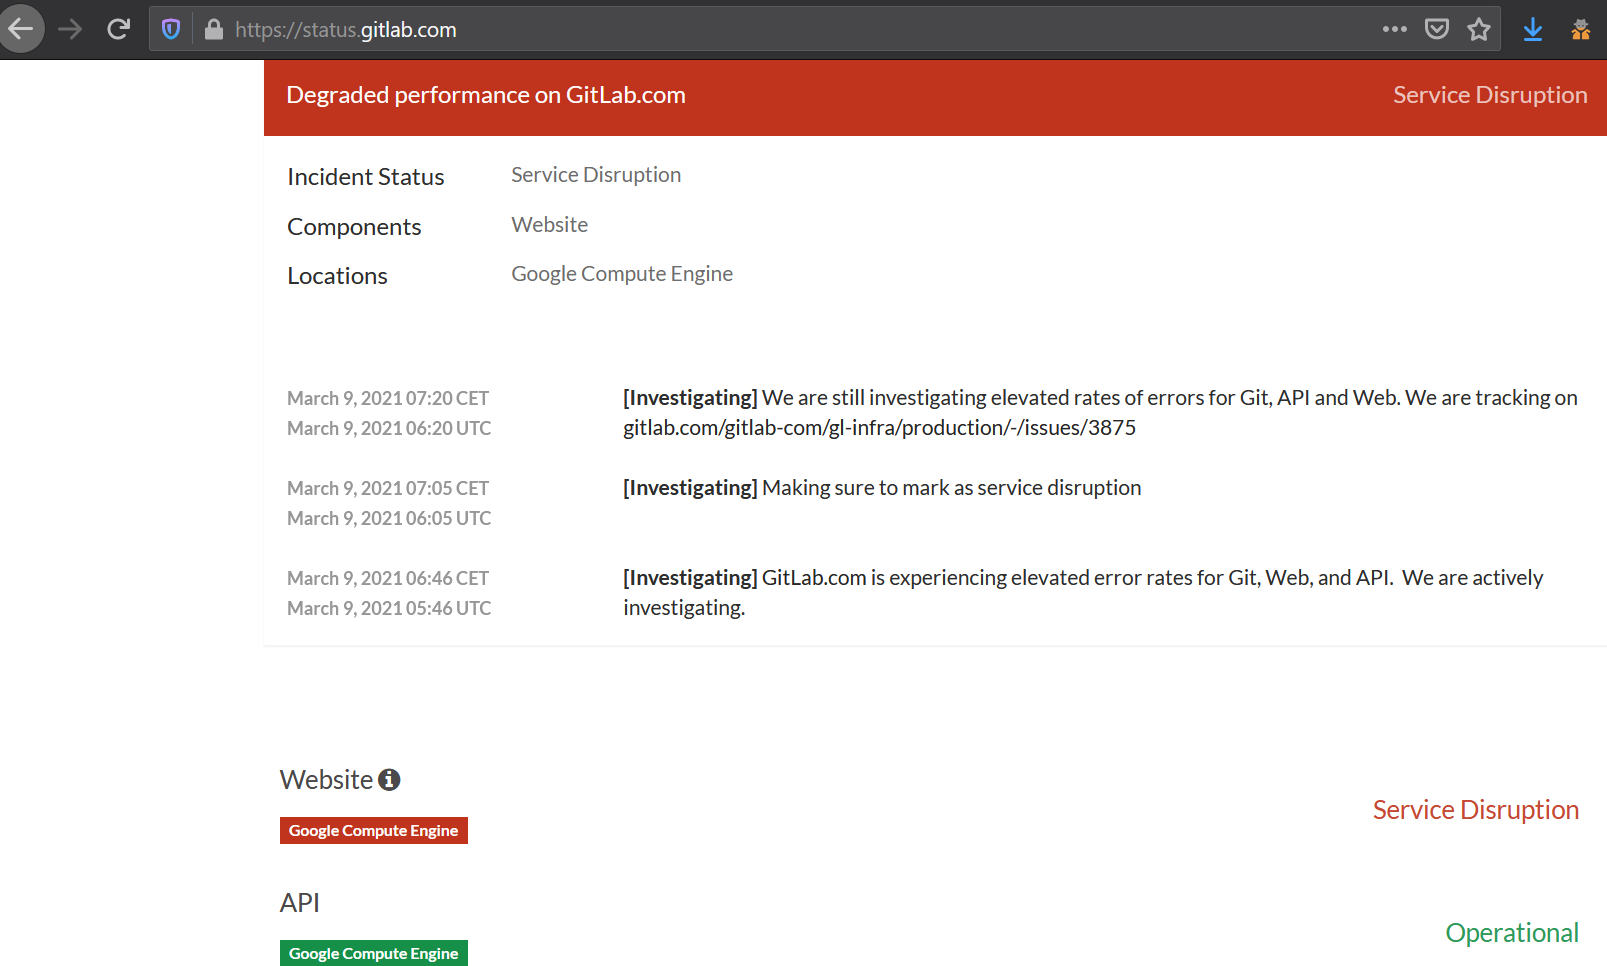 https://status.gitlab.com
Degraded performance on GitLab.com
Service Disruption
Incident Status
Service Disruption
Components
Website
Locations
Google Compute Engine
March 9, 2021 07:20 CET
March 9, 2021 06:20 UTC
[Investigating] We are still investigating elevated rates of errors for Git, API and Web. We are tracking on
gitlab.com/gitlab-com/gl-infra/production/-/issues/3875
March 9, 2021 07:05 CET
March 9, 2021 06:05 UTC
[Investigating] Making sure to mark as service disruption
March 9, 2021 06:46 CET
March 9, 2021 05:46 UTC
[Investigating] GitLab.com is experiencing elevated error rates for Git, Web, and API. We are actively
investigating.
Website
Google Compute Engine
Service Disruption
API
Google Compute Engine
Operational